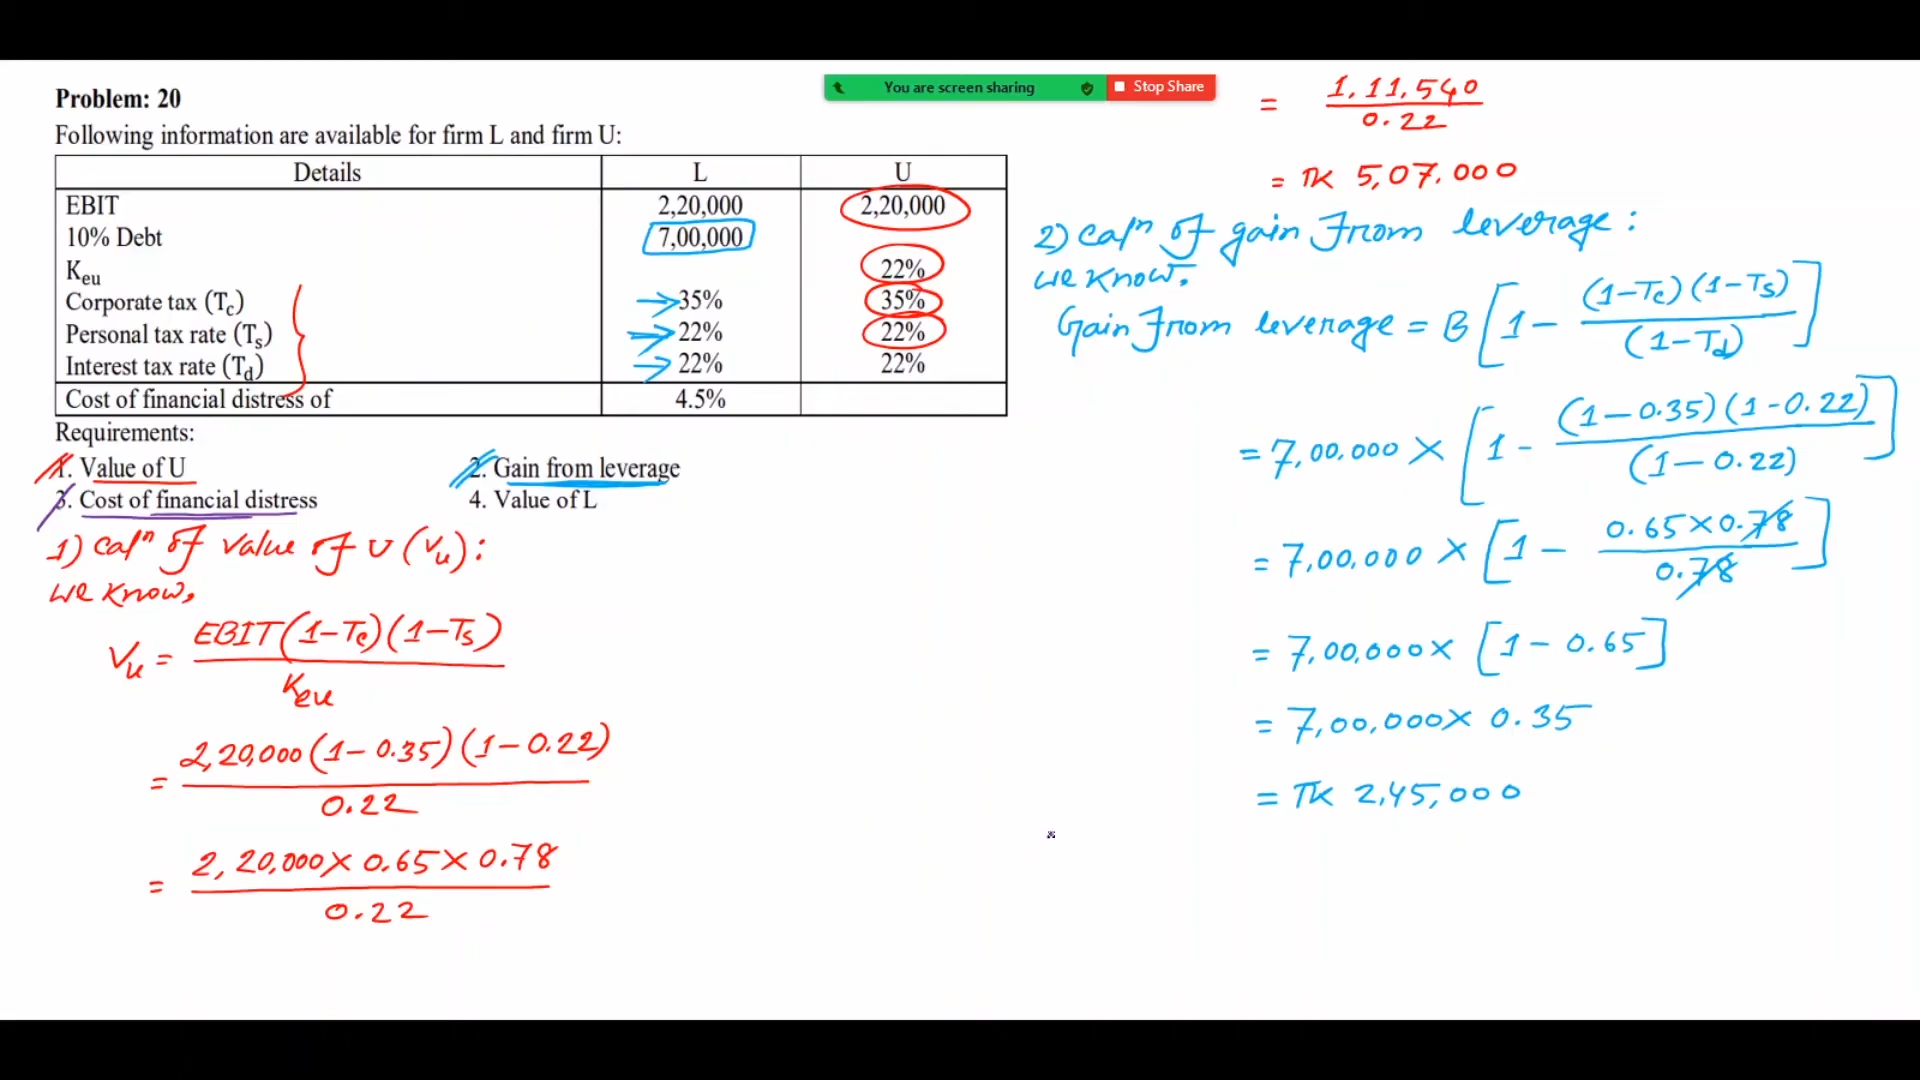 You are screen sharing
Stop Share
Problem: 20
Following information are available for firm L and firm U:
Details L U
EBIT 2,20,000 2,20,000
10% Debt 7,00,000
Keu 22%
Corporate tax (Tc) 35% 35%
Personal tax rate (Ts) 22% 22%
Interest tax rate (Td) 22% 22%
Cost of financial distress of 4.5%
Requirements:
1. Value of U 2. Gain from leverage
3. Cost of financial distress 4. Value of L
1) Calⁿ of value of U (Vu):
we know,
Vu = EBIT(1-Tc)(1-Ts)
Keu
= 2,20,000(1-0.35)(1-0.22)
0.22
= 2,20,000 × 0.65 × 0.78
0.22
= 1,11,540
0.22
= TK 5,07,000
2) Calⁿ of gain from leverage:
we know,
Gain from leverage = B[1 - (1-Tc)(1-Ts)
(1-Td)]
= 7,00,000 × [1 - (1-0.35)(1-0.22)
(1-0.22)]
= 7,00,000 × [1 - 0.65×0.78
0.78]
= 7,00,000 × [1 - 0.65]
= 7,00,000 × 0.35
= TK 2,45,000